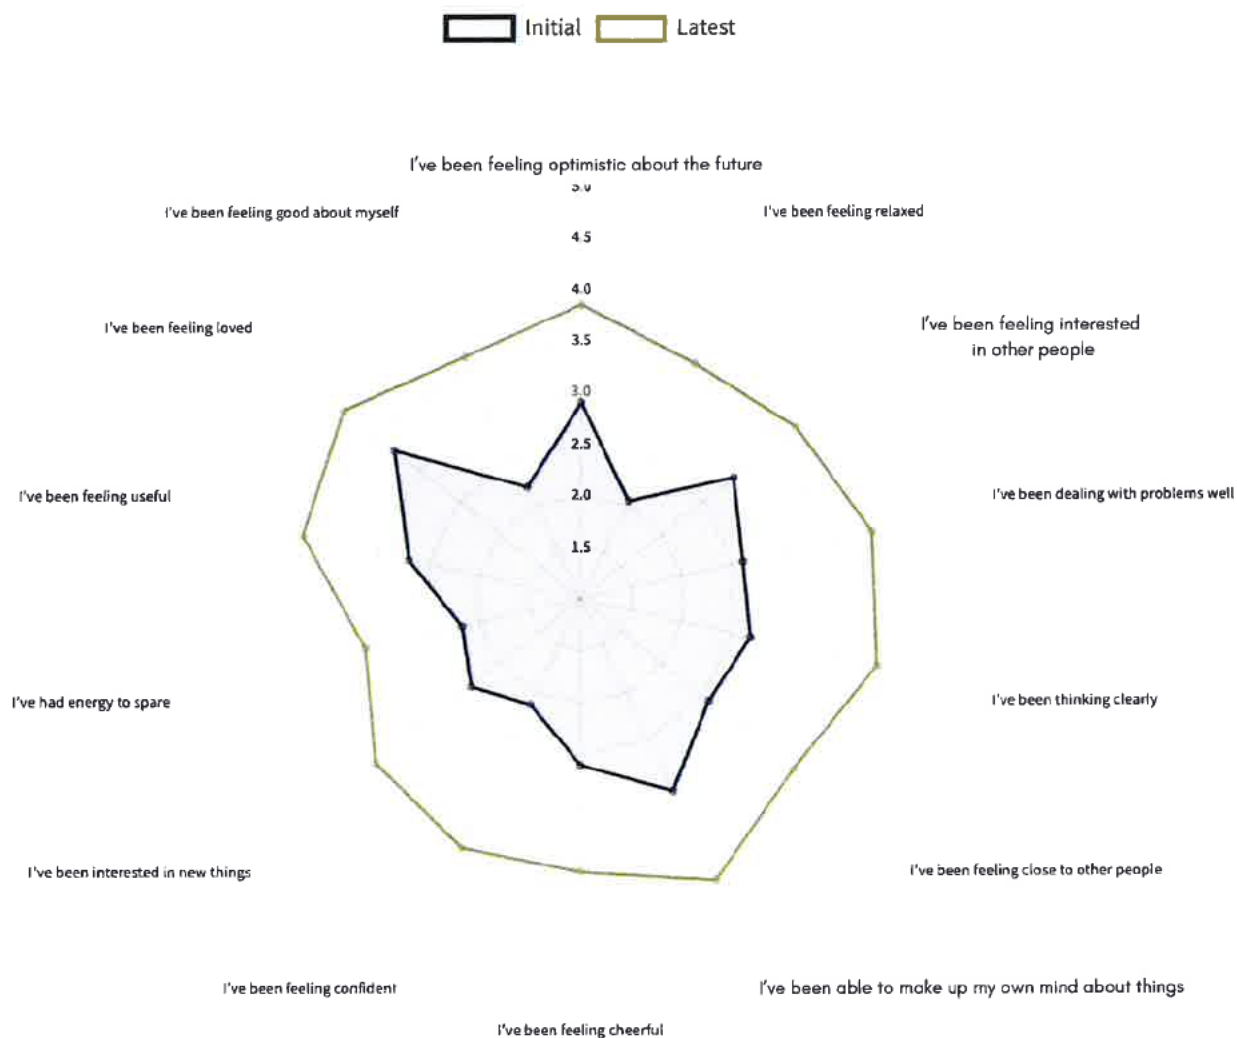 Initial Latest
I've been feeling optimistic about the future
5.0
I've been feeling good about myself
I've been feeling relaxed
4.5
4.0
I've been feeling loved
I've been feeling interested
in other people
3.5
3.0
2.5
I've been feeling useful
I've been dealing with problems well
2.0
1.5
I've had energy to spare
I've been thinking clearly
I've been interested in new things
I've been feeling close to other people
I've been feeling confident
I've been able to make up my own mind about things
I've been feeling cheerful